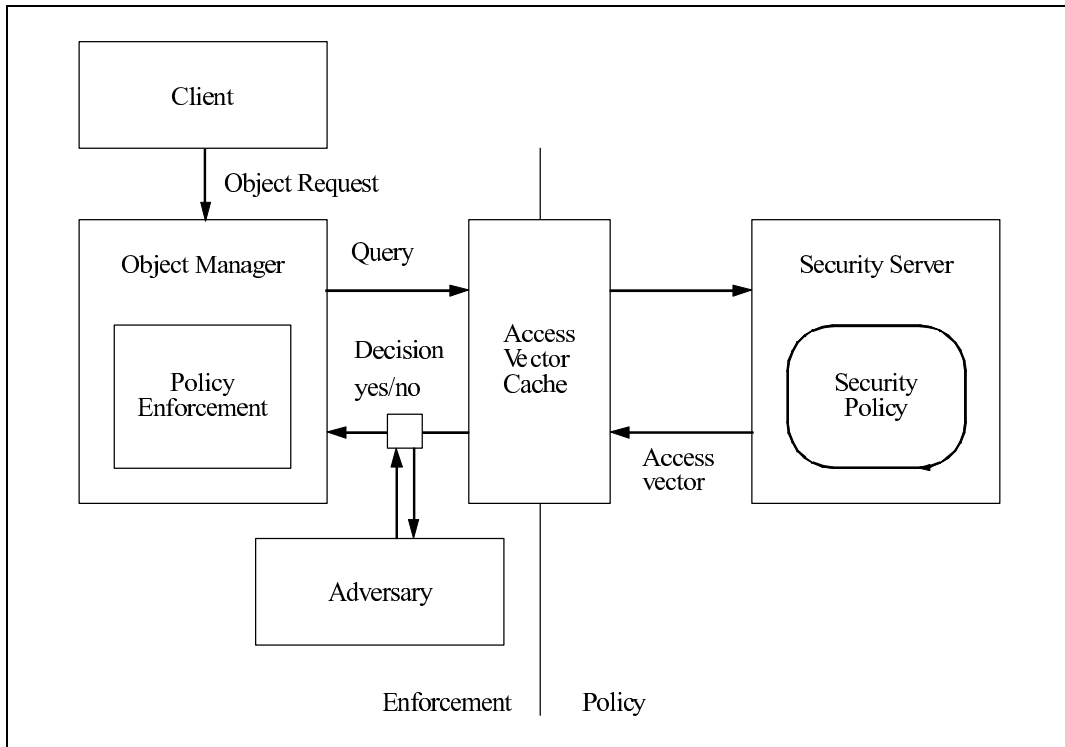 Client
Object Request
Object Manager
Query
Security Server
Access
Vector
Cache
Decision
yes/no
Policy
Enforcement
Security
Policy
Access
vector
Adversary
Enforcement
Policy